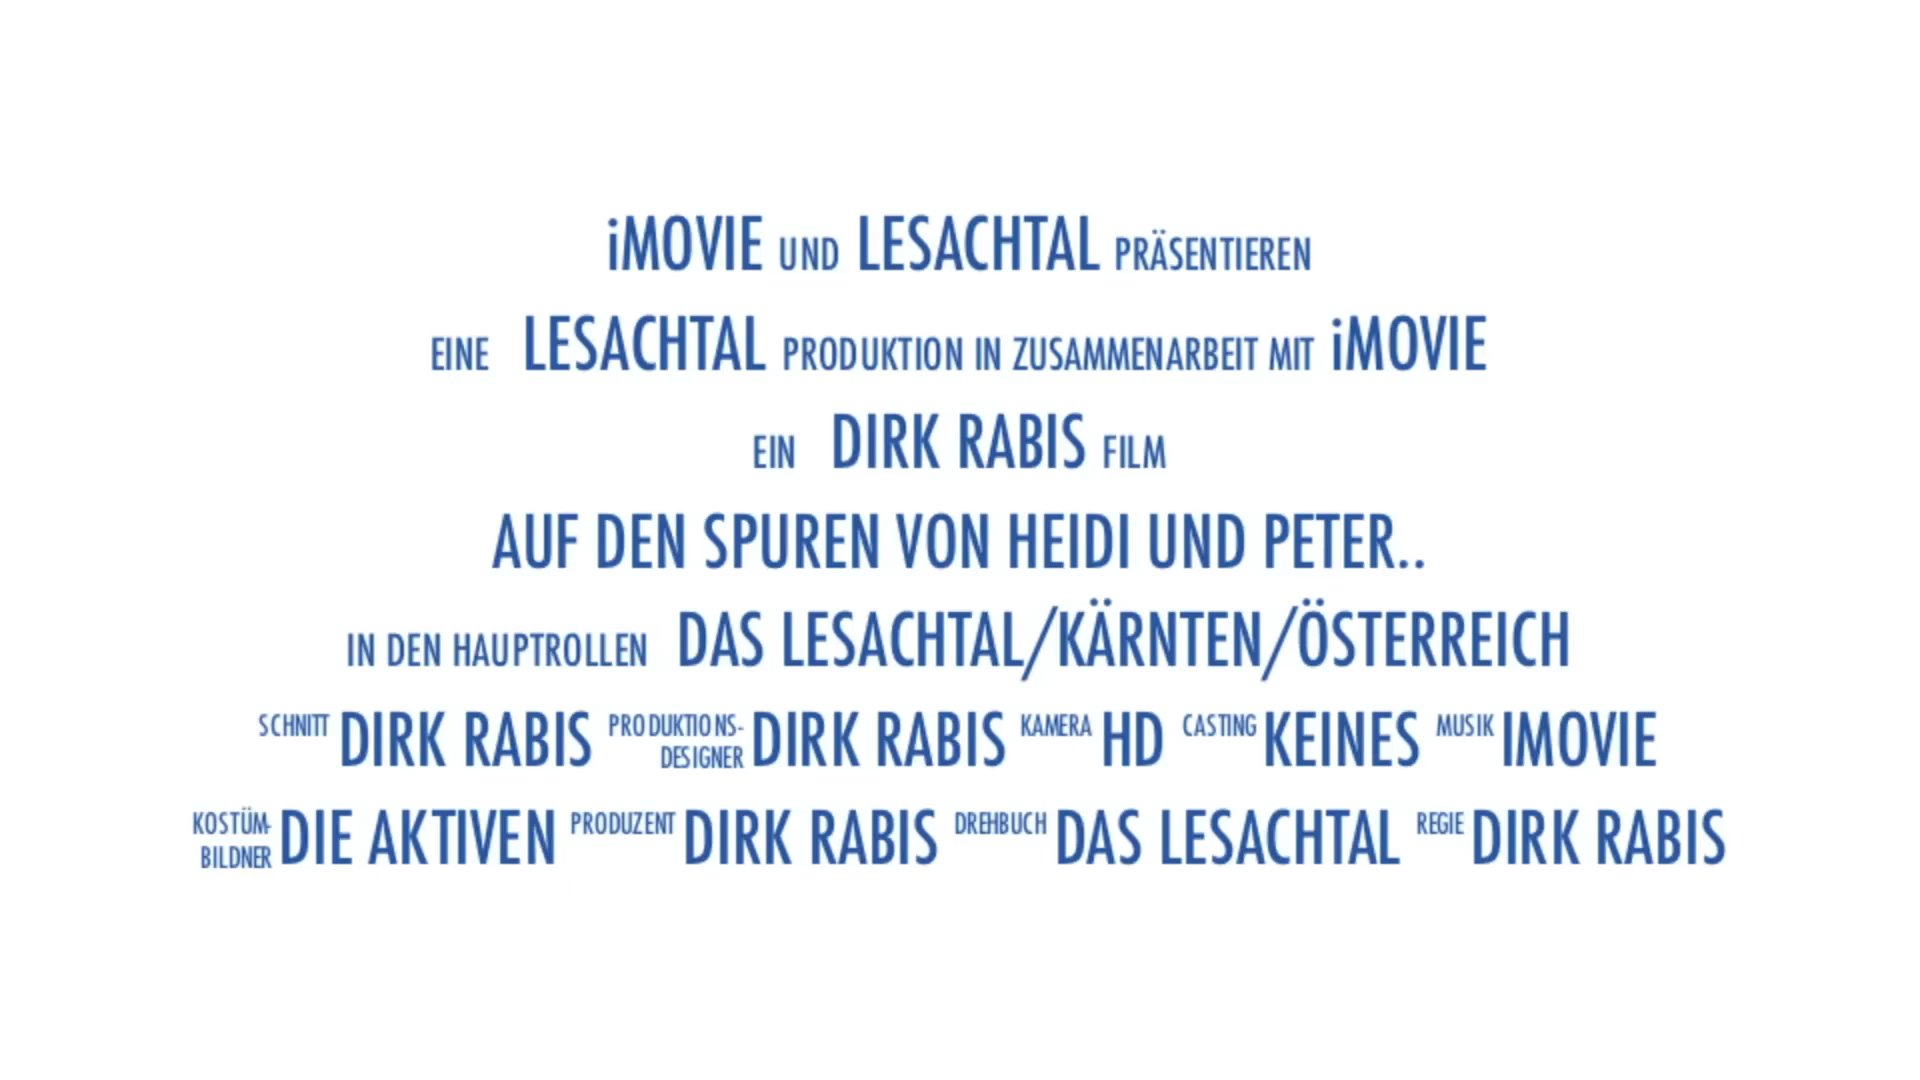 iMOVIE UND LESACHTAL PRÄSENTIEREN
EINE LESACHTAL PRODUKTION IN ZUSAMMENARBEIT MIT iMOVIE
EIN DIRK RABIS FILM
AUF DEN SPUREN VON HEIDI UND PETER..
IN DEN HAUPTROLLEN DAS LESACHTAL/KÄRNTEN/ÖSTERREICH
SCHNITT DIRK RABIS PRODUKTIONS-DESIGNER DIRK RABIS KAMERA HD CASTING KEINES MUSIK IMOVIE
KOSTÜM-BILDNER DIE AKTIVEN PRODUZENT DIRK RABIS DREHBUCH DAS LESACHTAL REGIE DIRK RABIS